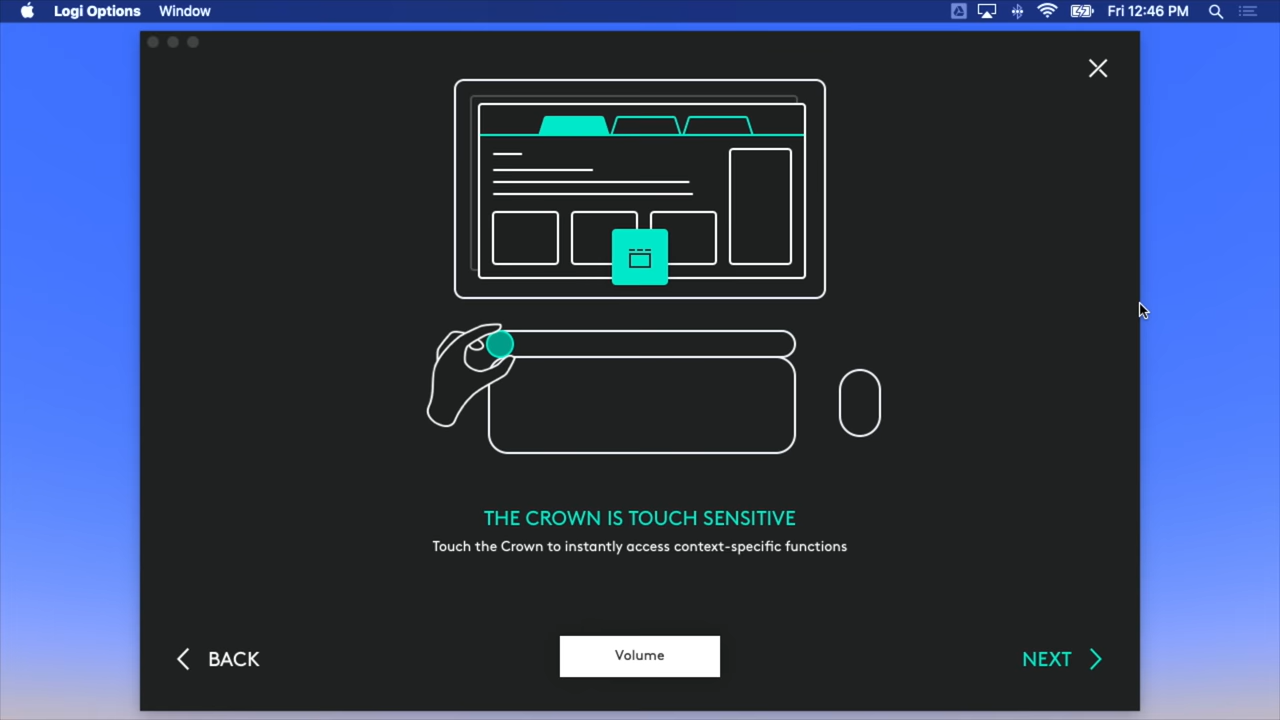 Logi Options Window Fri 12:46 PM
THE CROWN IS TOUCH SENSITIVE
Touch the Crown to instantly access context-specific functions
BACK Volume NEXT